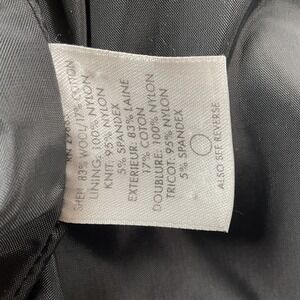 SHELL: 83% WOOL/17% COTTON
LINING: 100% NYLON
KNIT: 95% NYLON
5% SPANDEX
EXTERIEUR: 83% LAINE
17% COTON
DOUBLURE: 100% NYLON
TRICOT: 95% NYLON
5% SPANDEX
ALSO SEE REVERSE